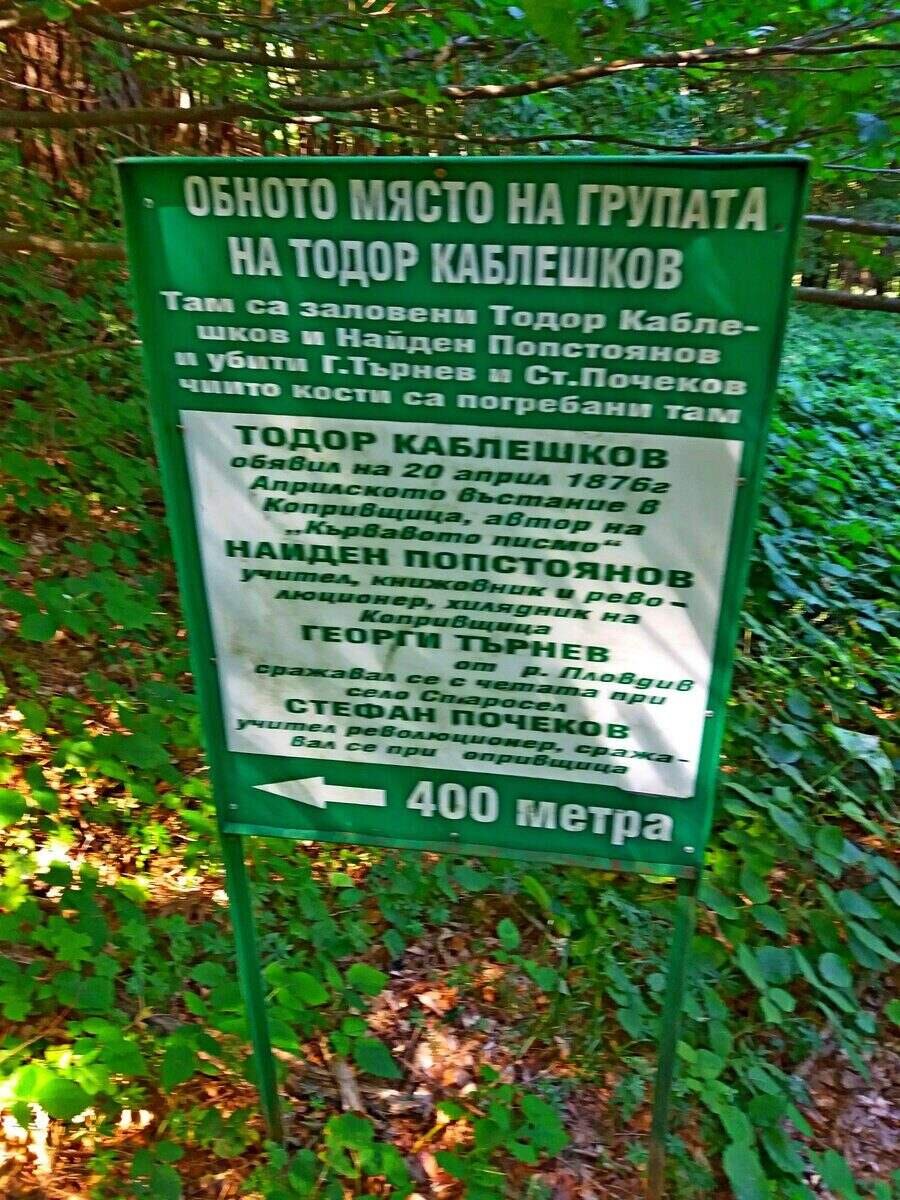 ОБНОТО МЯСТО НА ГРУПАТА
НА ТОДОР КАБЛЕШКОВ
Там са заловени Тодор Кабле-
шков и Найден Попстоянов
и убити Г.Търнев и Ст.Почеков
чиито кости са погребани там
ТОДОР КАБЛЕШКОВ
обявил на 20 април 1876г
Априлското въстание в
Копривщица, автор на
„Кървавото писмо“
НАЙДЕН ПОПСТОЯНОВ
учител, книжовник и рево-
люционер, хилядник на
Копривщица
ГЕОРГИ ТЪРНЕВ
от гр. Пловдив
сражавал се с четата при
село Старосел
СТЕФАН ПОЧЕКОВ
учител революционер, сража-
вал се при опривщица
400 метра